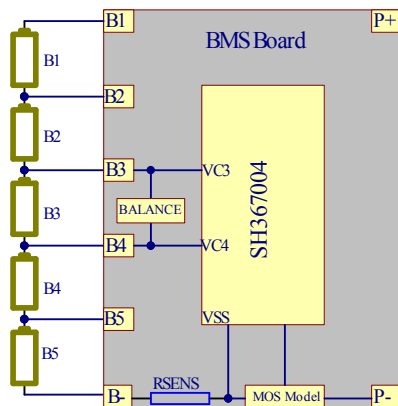 B1
P+
BMS Board
B1
B2
B2
B3
VC3
BALANCE
SH367004
B3
B4
VC4
B4
B5
VSS
B5
RSENS
B-
MOS Model
P-